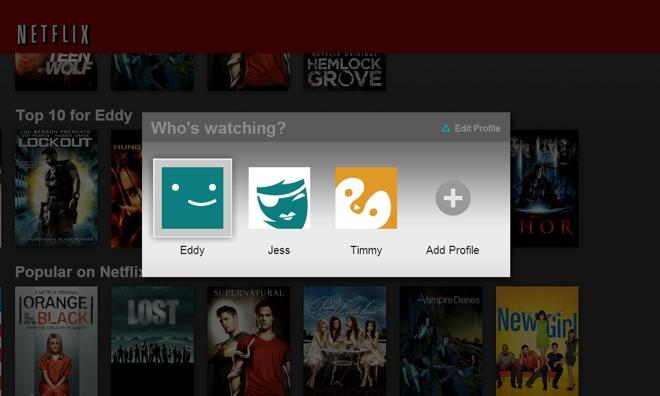 NETFLIX
TEEN
WOLF
NETFLIX ORIGINAL
HEMLOCK
GROVE
Top 10 for Eddy
Who's watching?
Edit Profile
LUC BESSON PRESENTS
LOCKOUT
HUNG
THOR
Eddy
Jess
Timmy
Add Profile
Popular on Netflix
A NETFLIX ORIGINAL
ORANGE
IS THE NEW
BLACK
LOST
SUPERNATURAL
Pretty Little Liars
the Vampire Diaries
New Girl